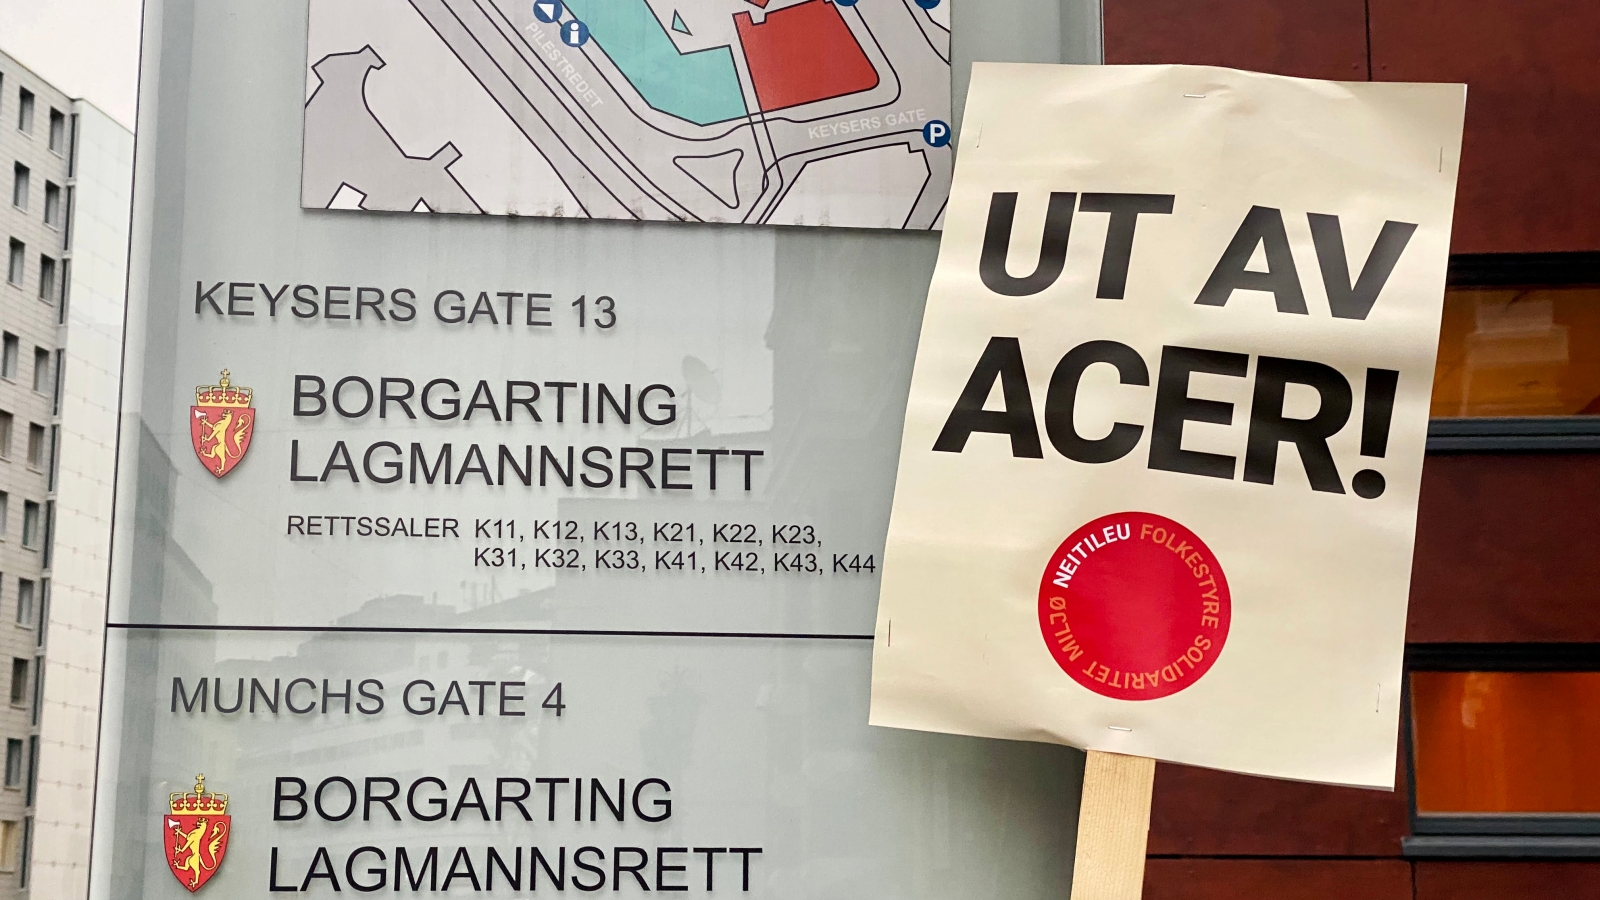 PILESTREDET
KEYSERS GATE
P
KEYSERS GATE 13
BORGARTING
LAGMANNSRETT
RETTSSALER K11, K12, K13, K21, K22, K23,
K31, K32, K33, K41, K42, K43, K44
MUNCHS GATE 4
BORGARTING
LAGMANNSRETT
UT AV
ACER!
NEITILEU FOLKESTYRE SOLIDARITET MILJØ